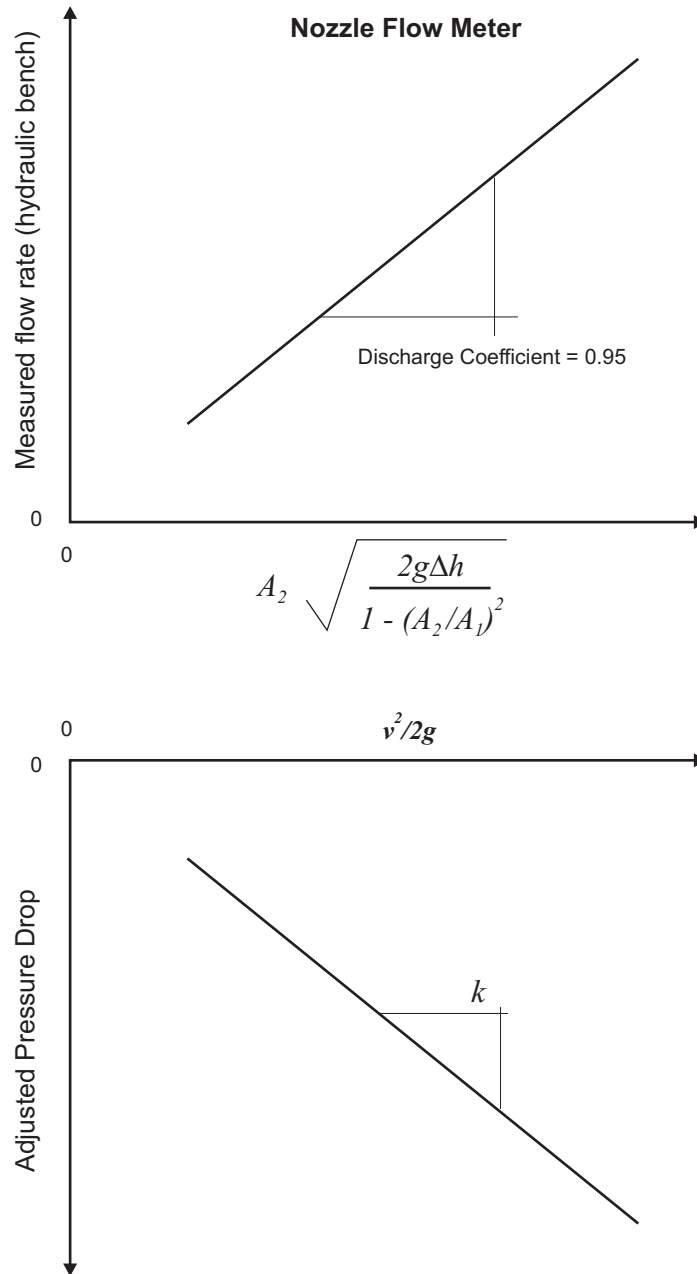 Nozzle Flow Meter
Measured flow rate (hydraulic bench)
Discharge Coefficient = 0.95
0
0
A₂ √ 2g∆h
1 - (A₂/A₁)²
0
v²/2g
0
Adjusted Pressure Drop
k